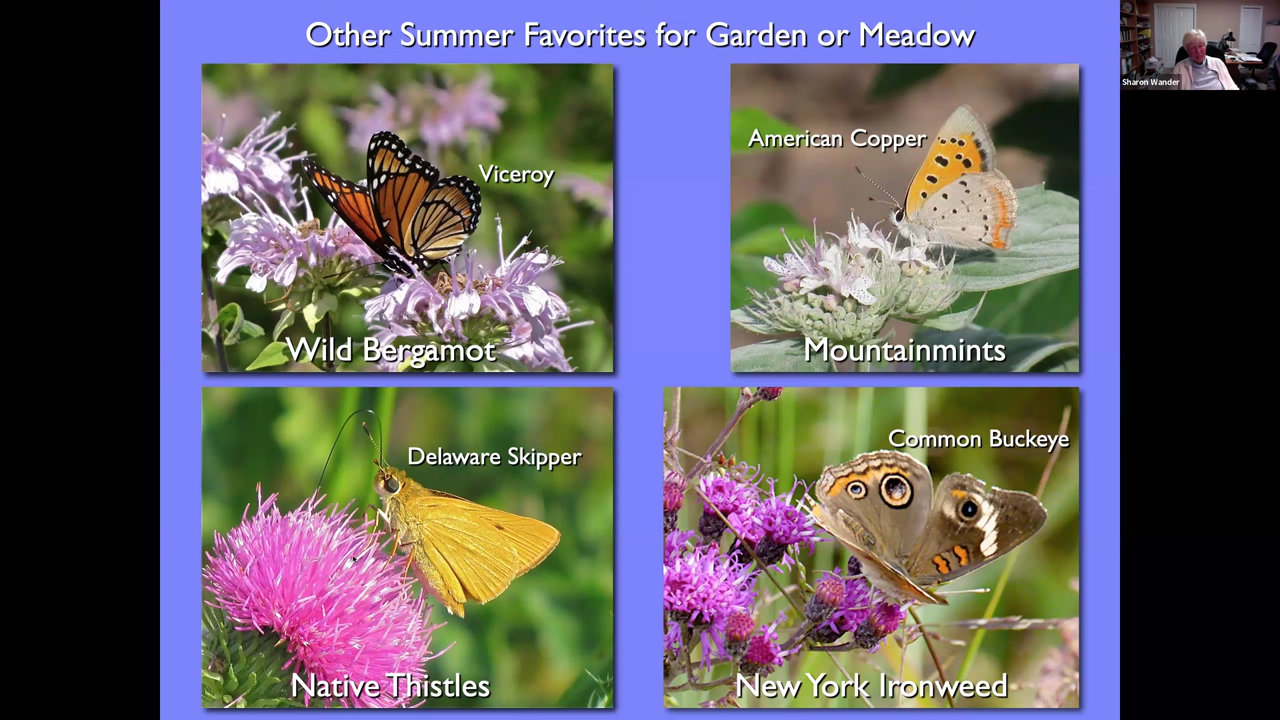 Other Summer Favorites for Garden or Meadow
Sharon Wander
Viceroy
American Copper
Wild Bergamot
Mountainmints
Delaware Skipper
Common Buckeye
Native Thistles
New York Ironweed